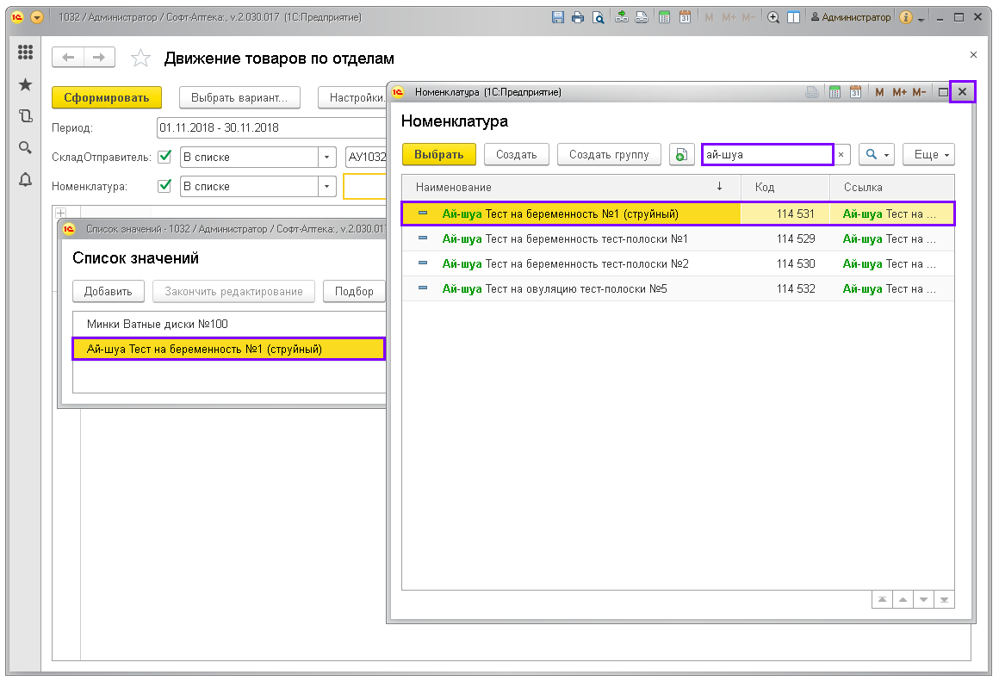 1032 / Администратор / Софт-Аптека:, v.2.030.017 (1С:Предприятие)
M M+ M- Администратор
Движение товаров по отделам
Сформировать Выбрать вариант... Настройки.
Период: 01.11.2018 - 30.11.2018
СкладОтправитель: В списке АУ1032
Номенклатура: В списке
Список значений - 1032 / Администратор / Софт-Аптека:, v.2.030.01
Список значений
Добавить Закончить редактирование Подбор
Минки Ватные диски №100
Ай-шуа Тест на беременность №1 (струйный)
Номенклатура (1С:Предприятие)
M M+ M-
Номенклатура
Выбрать Создать Создать группу ай-шуа × Еще
Наименование ↓ Код Ссылка
Ай-шуа Тест на беременность №1 (струйный) 114 531 Ай-шуа Тест на ...
Ай-шуа Тест на беременность тест-полоски №1 114 529 Ай-шуа Тест на ...
Ай-шуа Тест на беременность тест-полоски №2 114 530 Ай-шуа Тест на ...
Ай-шуа Тест на овуляцию тест-полоски №5 114 532 Ай-шуа Тест на ...